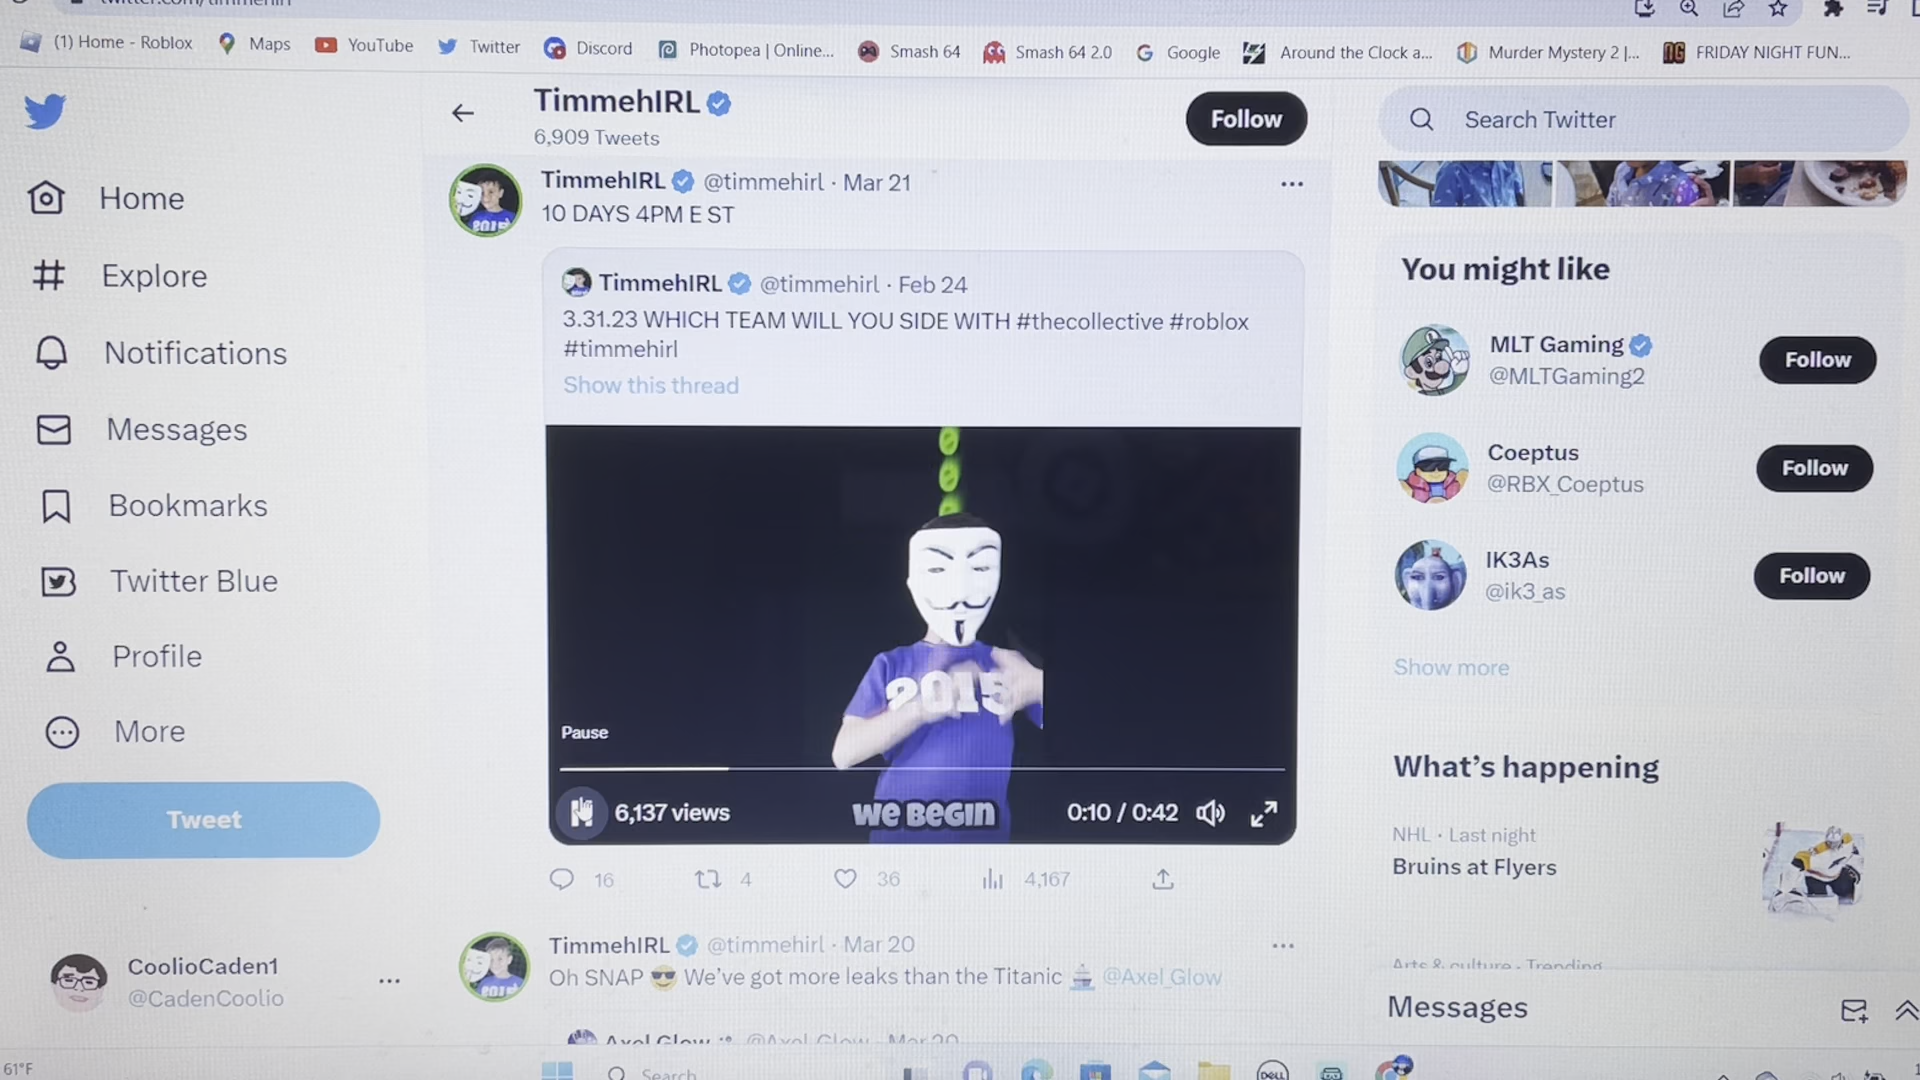 (1) Home - Roblox
Maps
YouTube
Twitter
Discord
Photopea | Online...
Smash 64
Smash 64 2.0
Google
Around the Clock a...
Murder Mystery 2 |...
FRIDAY NIGHT FUN...
TimmehIRL
6,909 Tweets
Follow
Search Twitter
Home
Explore
Notifications
Messages
Bookmarks
Twitter Blue
Profile
More
Tweet
CoolioCaden1
@CadenCoolio
TimmehIRL @timmehirl · Mar 21
10 DAYS 4PM E ST
TimmehIRL @timmehirl · Feb 24
3.31.23 WHICH TEAM WILL YOU SIDE WITH #thecollective #roblox
#timmehirl
Show this thread
2015
Pause
6,137 views
WE BEGIN
0:10 / 0:42
16
4
36
4,167
TimmehIRL @timmehirl · Mar 20
Oh SNAP We've got more leaks than the Titanic @Axel_Glow
Axel Glow @Axel_Glow · Mar 20
You might like
MLT Gaming
@MLTGaming2
Follow
Coeptus
@RBX_Coeptus
Follow
IK3As
@ik3_as
Follow
Show more
What's happening
NHL · Last night
Bruins at Flyers
Arts & culture · Trending
Messages
61°F
Search
DELL